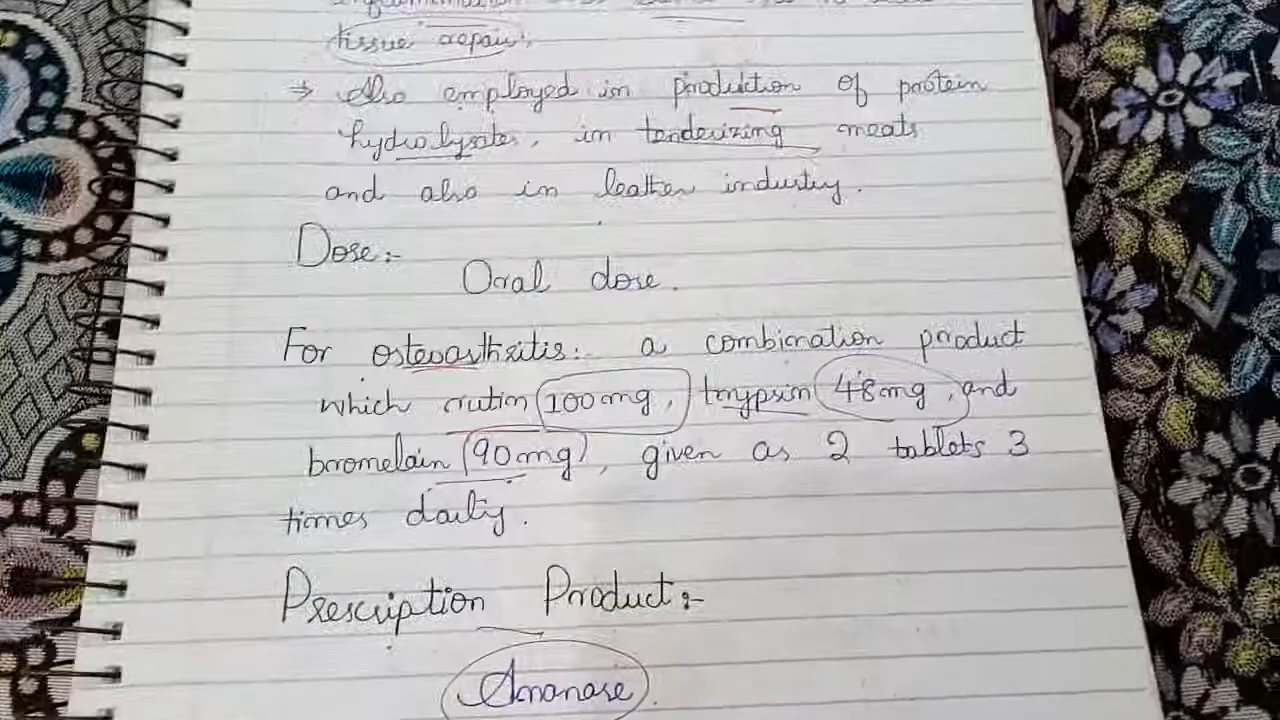 tissue repair.
⇒ Also employed in production of protein
hydrolysates, in tenderizing meats
and also in leather industry.
Dose:-
Oral dose.
For osteoarthritis:- a combination product
which rutin 100mg, trypsin 48mg, and
bromelain (90mg), given as 2 tablets 3
times daily.
Prescription Product:-
Ananase.